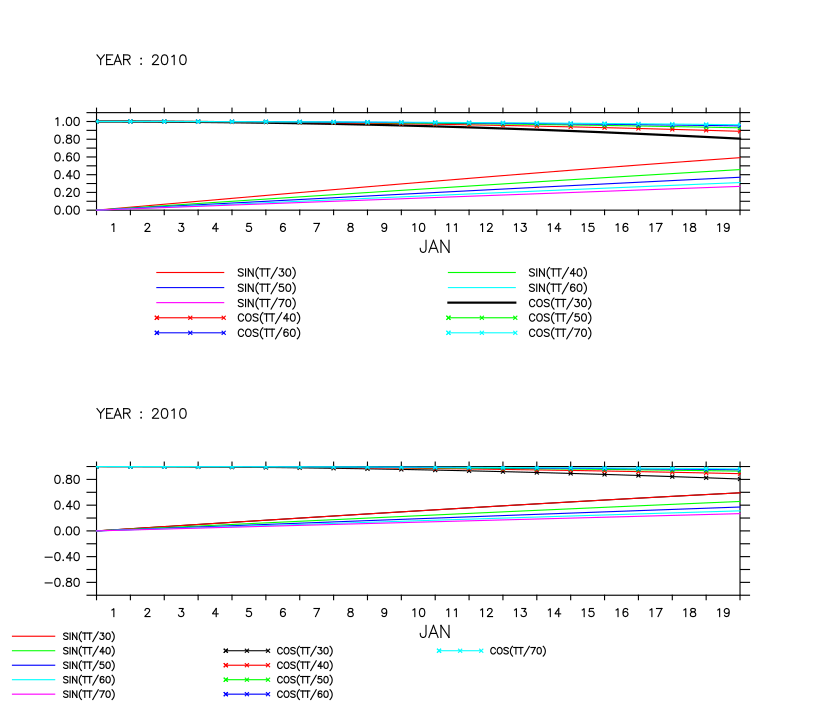 YEAR : 2010
1.00
0.80
0.60
0.40
0.20
0.00
1 2 3 4 5 6 7 8 9 10 11 12 13 14 15 16 17 18 19
JAN
SIN(TT/30) SIN(TT/40)
SIN(TT/50) SIN(TT/60)
SIN(TT/70) COS(TT/30)
COS(TT/40) COS(TT/50)
COS(TT/60) COS(TT/70)
YEAR : 2010
0.80
0.40
0.00
−0.40
−0.80
1 2 3 4 5 6 7 8 9 10 11 12 13 14 15 16 17 18 19
JAN
SIN(TT/30)
SIN(TT/40) COS(TT/30) COS(TT/70)
SIN(TT/50) COS(TT/40)
SIN(TT/60) COS(TT/50)
SIN(TT/70) COS(TT/60)